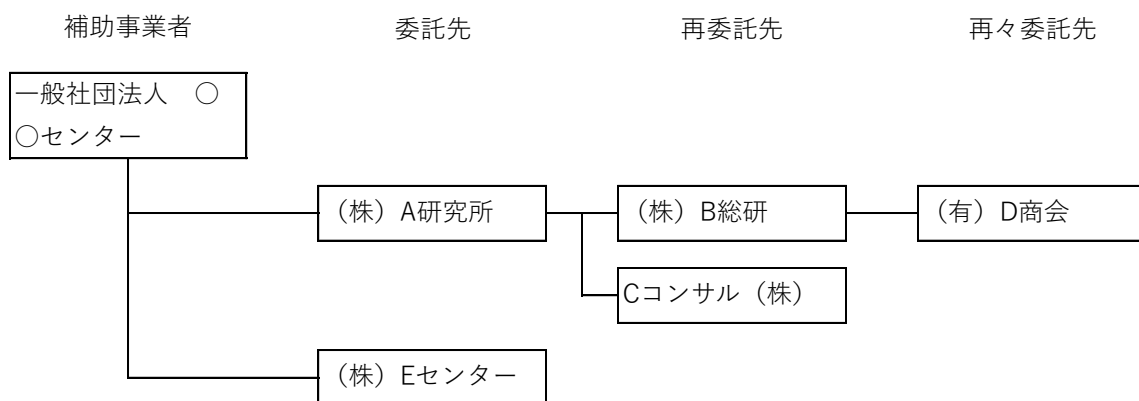 補助事業者 委託先 再委託先 再々委託先
一般社団法人 ○
○センター
（株）A研究所 （株）B総研 （有）D商会
Cコンサル（株）
（株）Eセンター